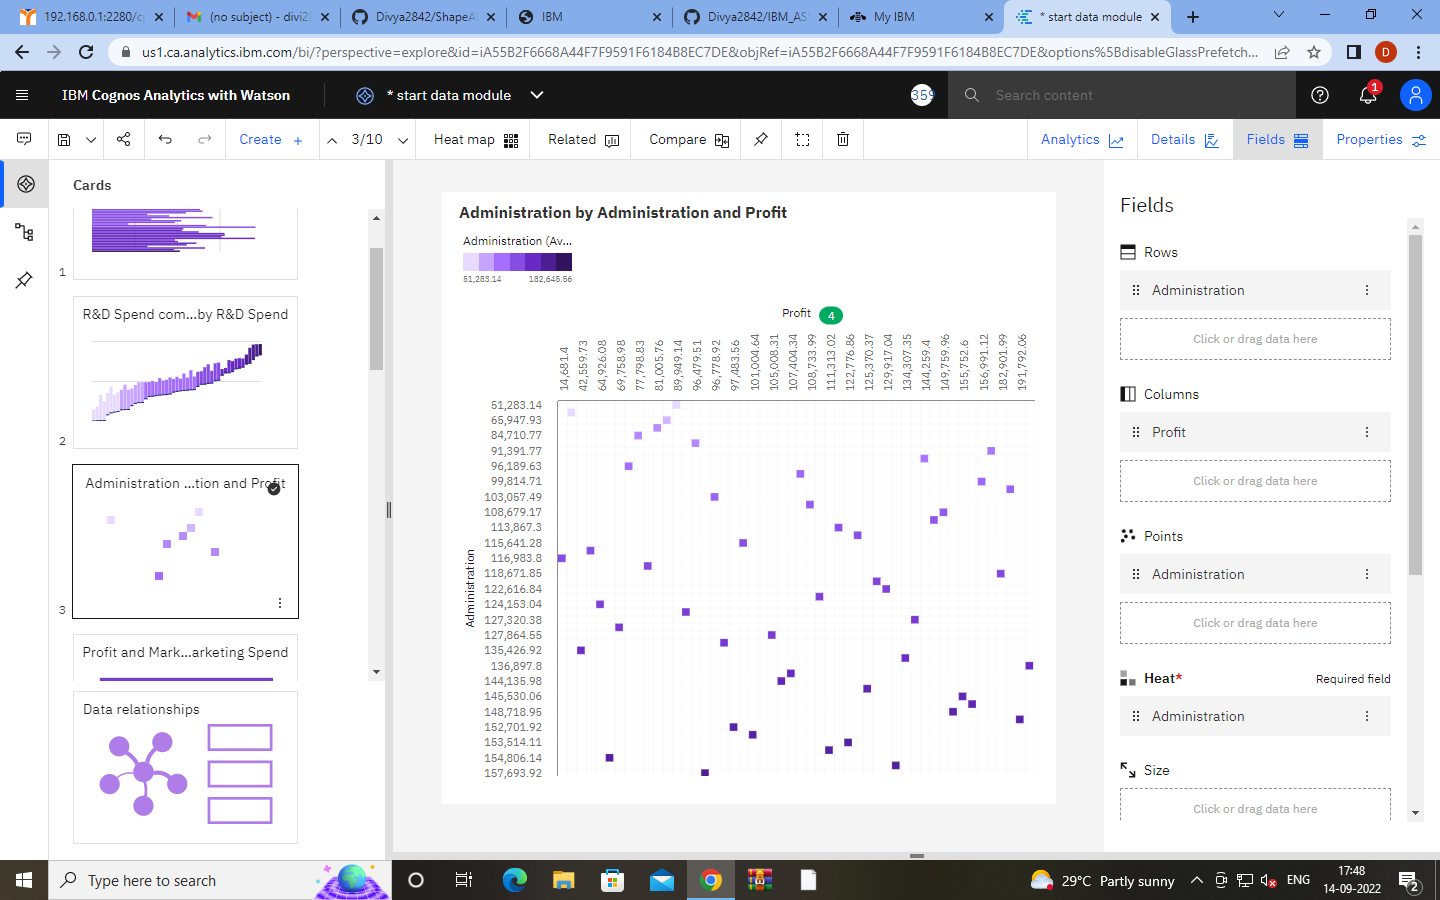 192.168.0.1:2280/cp
(no subject) - divi28
Divya2842/ShapeA
IBM
Divya2842/IBM_AS
My IBM
* start data module
us1.ca.analytics.ibm.com/bi/?perspective=explore&id=iA55B2F6668A44F7F9591F6184B8EC7DE&objRef=iA55B2F6668A44F7F9591F6184B8EC7DE&options%5BdisableGlassPrefetch...
D
IBM Cognos Analytics with Watson
* start data module
359
Search content
1
Create +
3/10
Heat map
Related
Compare
Analytics
Details
Fields
Properties
Cards
1
R&D Spend com...by R&D Spend
2
Administration ...tion and Profit
3
Profit and Mark...arketing Spend
Data relationships
Administration by Administration and Profit
Administration (Av...
51,283.14 182,645.56
Profit 4
14,681.4
42,559.73
64,926.08
69,758.98
77,798.83
81,005.76
89,949.14
96,479.51
96,778.92
97,483.56
101,004.64
105,008.31
107,404.34
108,733.99
111,313.02
122,776.86
125,370.37
129,917.04
134,307.35
144,259.4
149,759.96
155,752.6
156,991.12
182,901.99
191,792.06
Administration
51,283.14
65,947.93
84,710.77
91,391.77
96,189.63
99,814.71
103,057.49
108,679.17
113,867.3
115,641.28
116,983.8
118,671.85
122,616.84
124,153.04
127,320.38
127,864.55
135,426.92
136,897.8
144,135.98
145,530.06
148,718.95
152,701.92
153,514.11
154,806.14
157,693.92
Fields
Rows
Administration
Click or drag data here
Columns
Profit
Click or drag data here
Points
Administration
Click or drag data here
Heat*
Required field
Administration
Size
Click or drag data here
Type here to search
29°C Partly sunny
ENG
17:48
14-09-2022
2